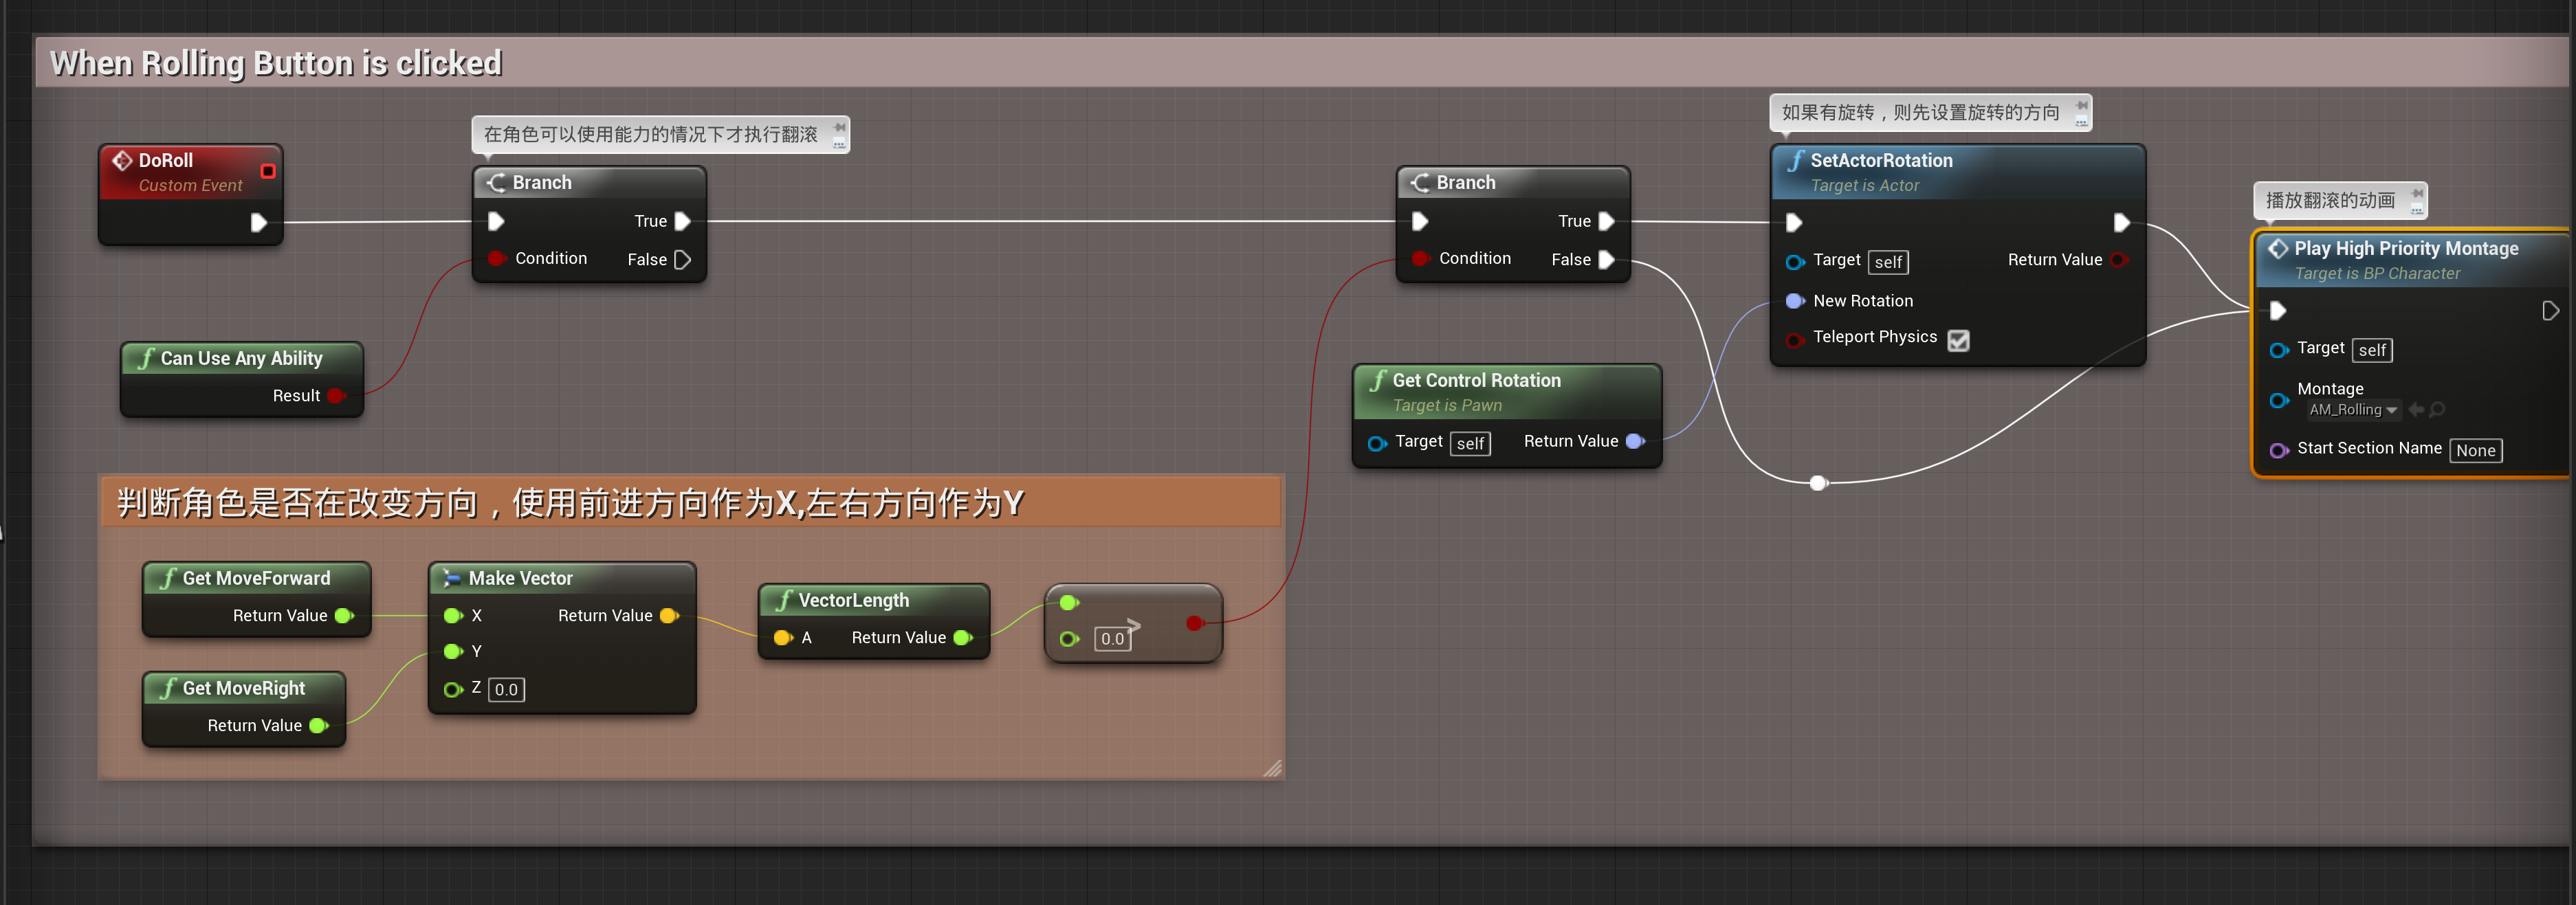 When Rolling Button is clicked
DoRoll
Custom Event
在角色可以使用能力的情况下才执行翻滚
Branch
True
Condition
False
Can Use Any Ability
Result
Branch
True
Condition
False
如果有旋转，则先设置旋转的方向
SetActorRotation
Target is Actor
Target self
Return Value
New Rotation
Teleport Physics
Get Control Rotation
Target is Pawn
Target self
Return Value
播放翻滚的动画
Play High Priority Montage
Target is BP Character
Target self
Montage
AM_Rolling
Start Section Name None
判断角色是否在改变方向，使用前进方向作为X,左右方向作为Y
Get MoveForward
Return Value
Get MoveRight
Return Value
Make Vector
X
Return Value
Y
Z 0.0
VectorLength
A
Return Value
>
0.0